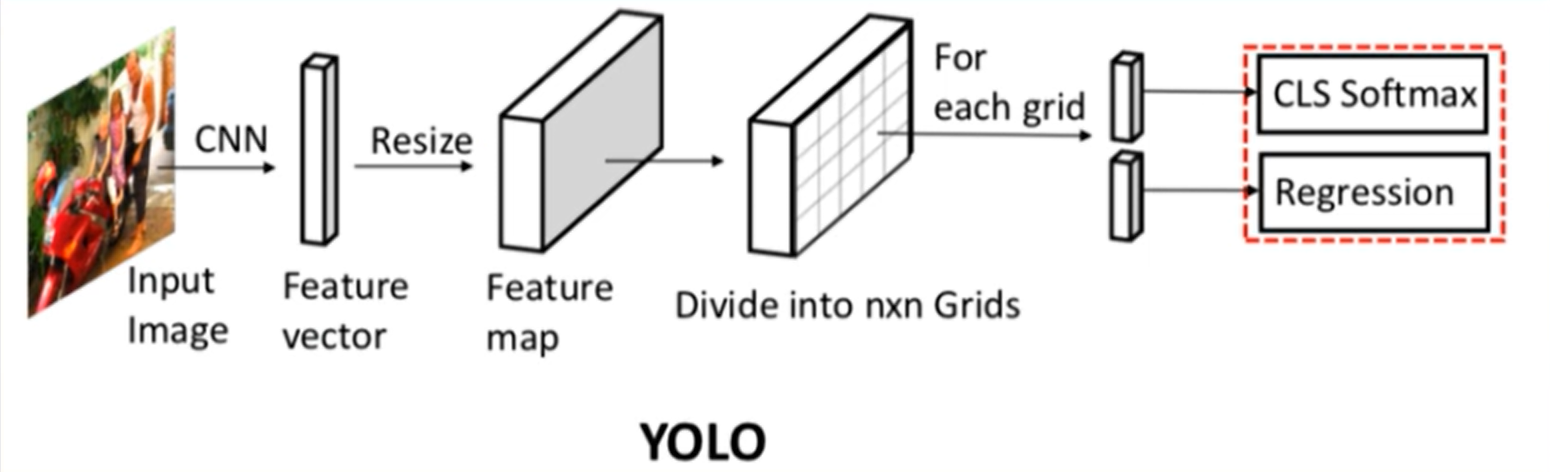 CNN
Resize
For
each grid
CLS Softmax
Regression
Input
Image
Feature
vector
Feature
map
Divide into nxn Grids
YOLO